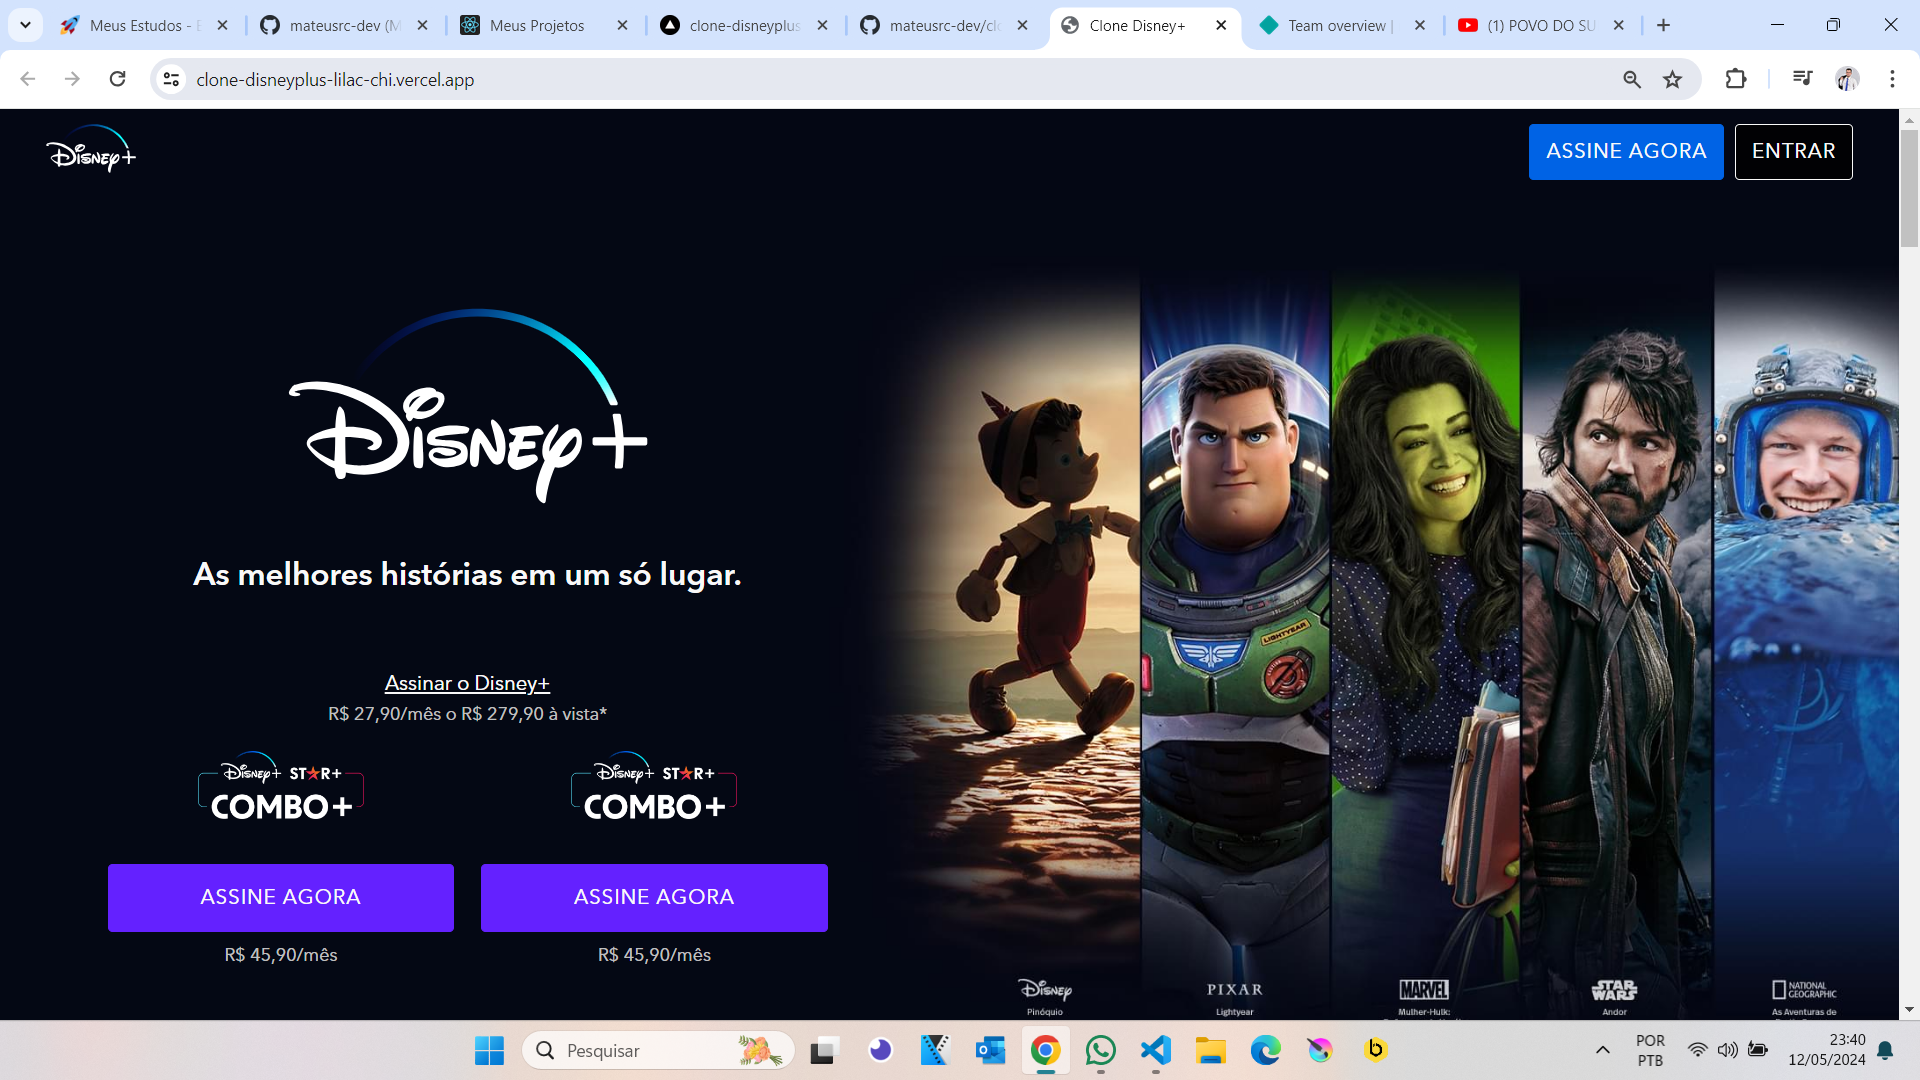 Meus Estudos - E
mateusrc-dev (M
Meus Projetos
clone-disneyplus
mateusrc-dev/clo
Clone Disney+
Team overview |
(1) POVO DO SU
clone-disneyplus-lilac-chi.vercel.app
Disney+
ASSINE AGORA
ENTRAR
Disney+
As melhores histórias em um só lugar.
Assinar o Disney+
R$ 27,90/mês o R$ 279,90 à vista*
Disney+ STAR+
COMBO+
Disney+ STAR+
COMBO+
ASSINE AGORA
ASSINE AGORA
R$ 45,90/mês
R$ 45,90/mês
LIGHTYEAR
Disney
Pinóquio
PIXAR
Lightyear
MARVEL
Mulher-Hulk:
STAR WARS
Andor
NATIONAL GEOGRAPHIC
As Aventuras de
Pesquisar
POR
PTB
23:40
12/05/2024